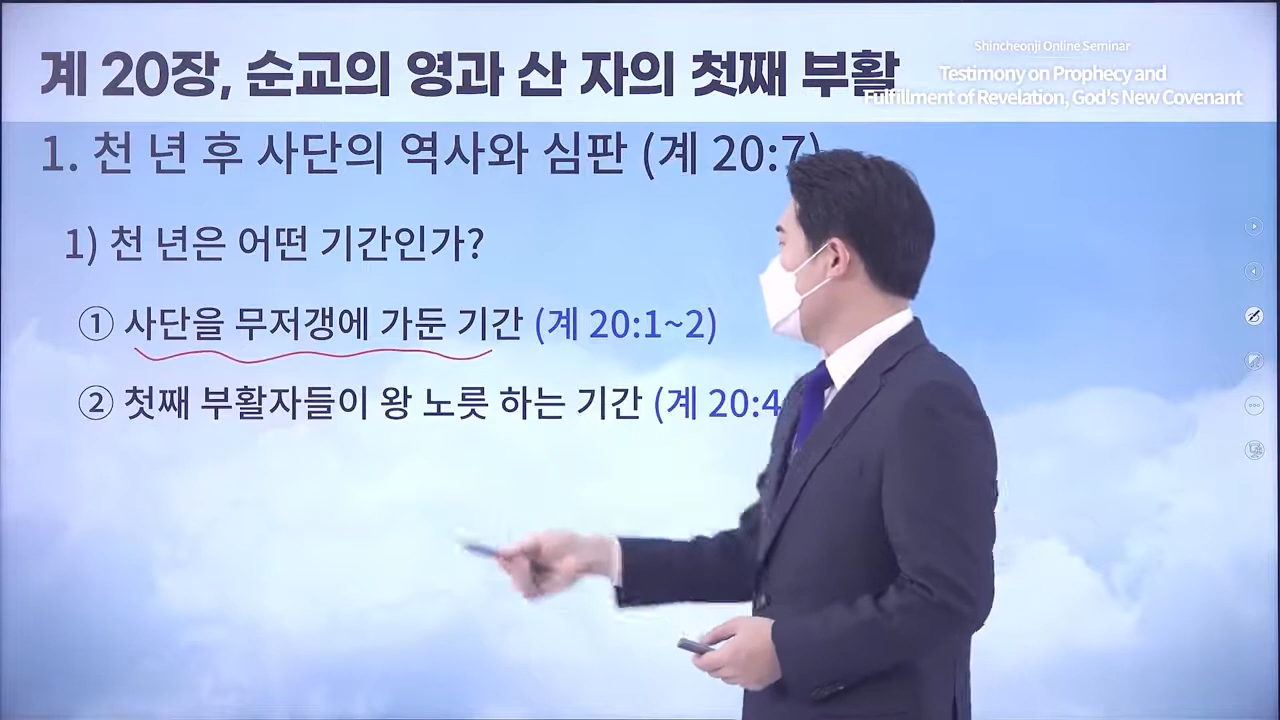 계 20장, 순교의 영과 산 자의 첫째 부활
Shincheonji Online Seminar
Testimony on Prophecy and
Fulfillment of Revelation, God's New Covenant
1. 천 년 후 사단의 역사와 심판 (계 20:7)
1) 천 년은 어떤 기간인가?
① 사단을 무저갱에 가둔 기간 (계 20:1~2)
② 첫째 부활자들이 왕 노릇 하는 기간 (계 20:4